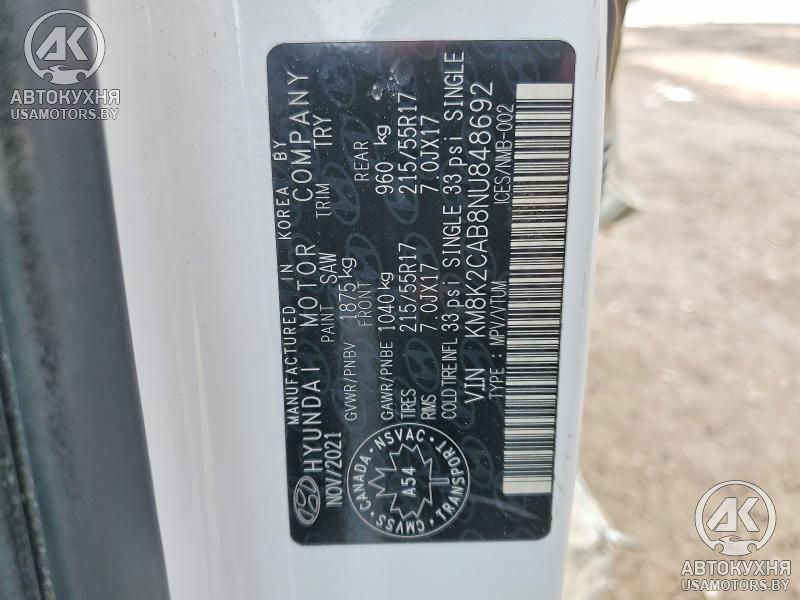 AK
АВТОКУХНЯ
USAMOTORS.BY
MANUFACTURED IN KOREA BY
HYUNDAI MOTOR COMPANY
NOV/2021 PAINT SAW TRIM TRY
GVWR/PNBV 1875kg
FRONT REAR
GAWR/PNBE 1040kg 960 kg
TIRES 215/55R17 215/55R17
RIMS 7.0JX17 7.0JX17
COLD TIRE INFL 33 psi SINGLE 33 psi SINGLE
VIN : KM8K2CAB8NU848692
TYPE : MPV/VTUM ICES/NMB-002
CANADA · NSVAC · TRANSPORT · CMVSS ·
A54
AK
АВТОКУХНЯ
USAMOTORS.BY